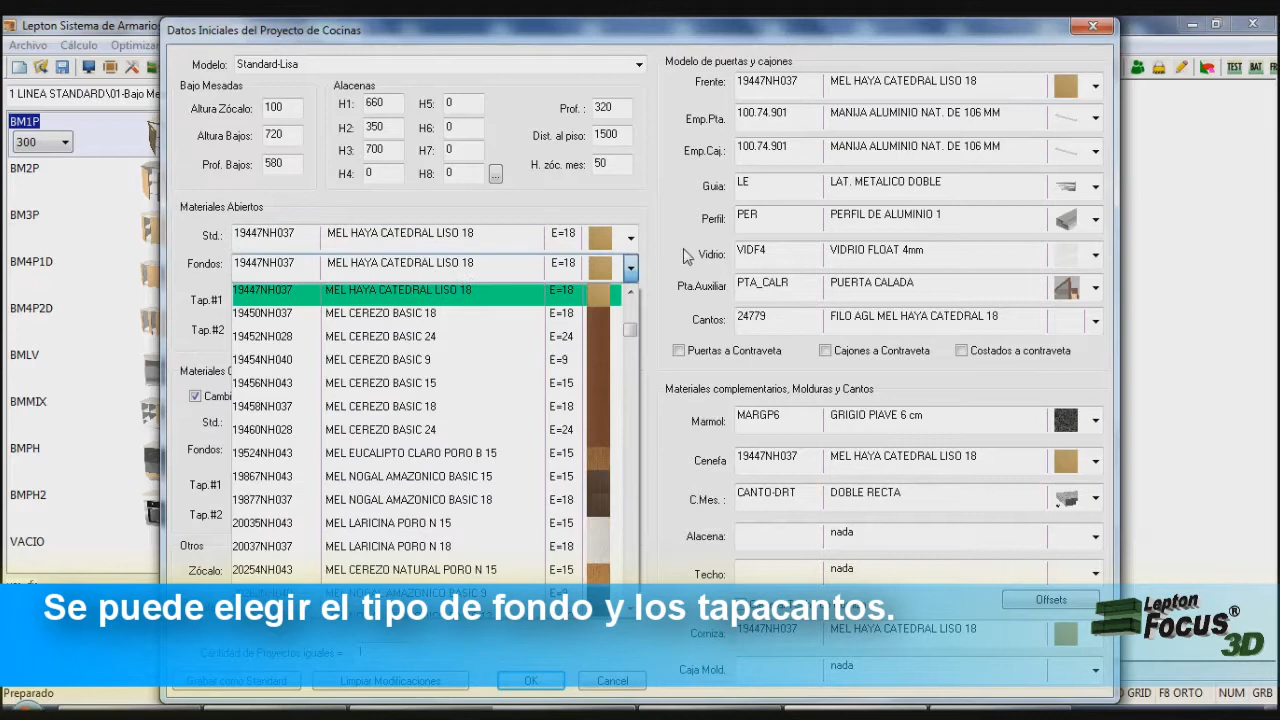 Lepton Sistema de Armario
Datos Iniciales del Proyecto de Cocinas
Archivo Cálculo Optimiza
Modelo: Standard-Lisa
1 LINEA STANDARD\01-Bajo Me
BM1P
300
BM2P
BM3P
BM4P1D
BM4P2D
BMLV
BMMIX
BMPH
BMPH2
VACIO
Preparado
Bajo Mesadas
Altura Zócalo: 100
Altura Bajos: 720
Prof. Bajos: 580
Alacenas
H1: 660 H5: 0 Prof. : 320
H2: 350 H6: 0 Dist. al piso: 1500
H3: 700 H7: 0 H. zóc. mes: 50
H4: 0 H8: 0 ...
Materiales Abiertos
Std.: 19447NH037 MEL HAYA CATEDRAL LISO 18 E=18
Fondos: 19447NH037 MEL HAYA CATEDRAL LISO 18 E=18
19447NH037 MEL HAYA CATEDRAL LISO 18 E=18
19450NH037 MEL CEREZO BASIC 18 E=18
19452NH028 MEL CEREZO BASIC 24 E=24
19454NH040 MEL CEREZO BASIC 9 E=9
19456NH043 MEL CEREZO BASIC 15 E=15
19458NH037 MEL CEREZO BASIC 18 E=18
19460NH028 MEL CEREZO BASIC 24 E=24
19524NH043 MEL EUCALIPTO CLARO PORO B 15 E=15
19867NH043 MEL NOGAL AMAZONICO BASIC 15 E=15
19877NH037 MEL NOGAL AMAZONICO BASIC 18 E=18
20035NH043 MEL LARICINA PORO N 15 E=15
20037NH037 MEL LARICINA PORO N 18 E=18
20254NH043 MEL CEREZO NATURAL PORO N 15 E=15
Tap.#1
Tap.#2
Materiales C
Cambi
Std.:
Fondos:
Tap.#1
Tap.#2
Otros
Zócalo:
Cantidad de Proyectos iguales = 1
Grabar como Standard Limpiar Modificaciones OK Cancel
Modelo de puertas y cajones
Frente: 19447NH037 MEL HAYA CATEDRAL LISO 18
Emp.Pta. 100.74.901 MANIJA ALUMINIO NAT. DE 106 MM
Emp.Caj.: 100.74.901 MANIJA ALUMINIO NAT. DE 106 MM
Guia: LE LAT. METALICO DOBLE
Perfil: PER PERFIL DE ALUMINIO 1
Vidrio: VIDF4 VIDRIO FLOAT 4mm
Pta.Auxiliar PTA_CALR PUERTA CALADA
Cantos: 24779 FILO AGL MEL HAYA CATEDRAL 18
Puertas a Contraveta Cajones a Contraveta Costados a contraveta
Materiales complementarios, Molduras y Cantos
Marmol: MARGP6 GRIGIO PIAVE 6 cm
Cenefa 19447NH037 MEL HAYA CATEDRAL LISO 18
C.Mes. : CANTO-DRT DOBLE RECTA
Alacena: nada
Techo: nada
Offsets
Corniza: 19447NH037 MEL HAYA CATEDRAL LISO 18
Caja Mold. nada
TEST BAT
GRID F8 ORTO NUM GRB
Se puede elegir el tipo de fondo y los tapacantos.
Lepton
FOCUS®
3D